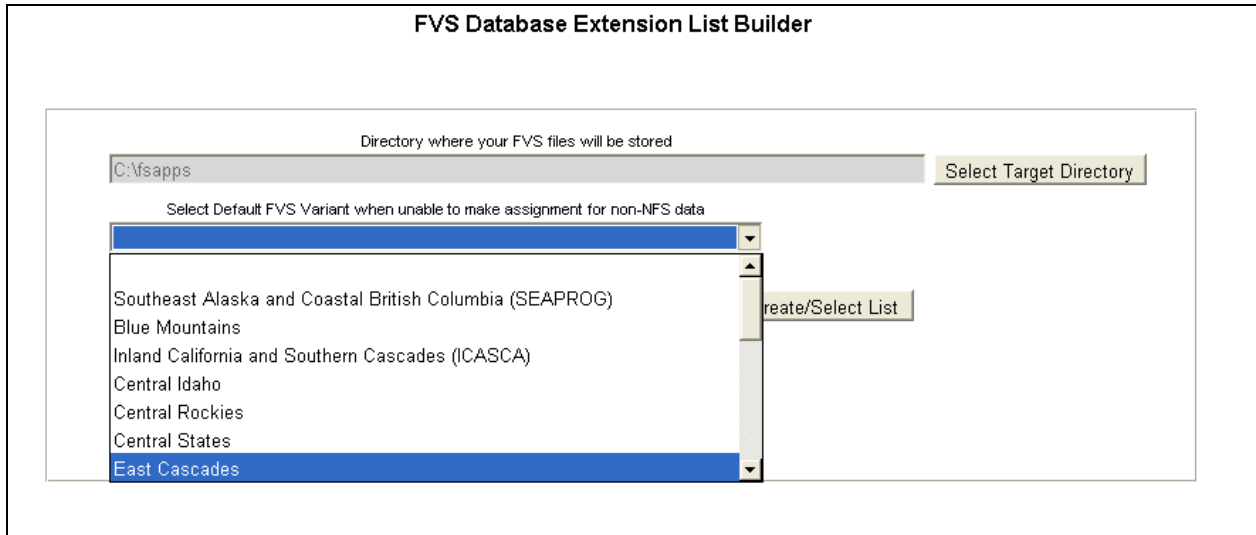 FVS Database Extension List Builder
Directory where your FVS files will be stored
C:\fsapps
Select Target Directory
Select Default FVS Variant when unable to make assignment for non-NFS data
Southeast Alaska and Coastal British Columbia (SEAPROG)
reate/Select List
Blue Mountains
Inland California and Southern Cascades (ICASCA)
Central Idaho
Central Rockies
Central States
East Cascades